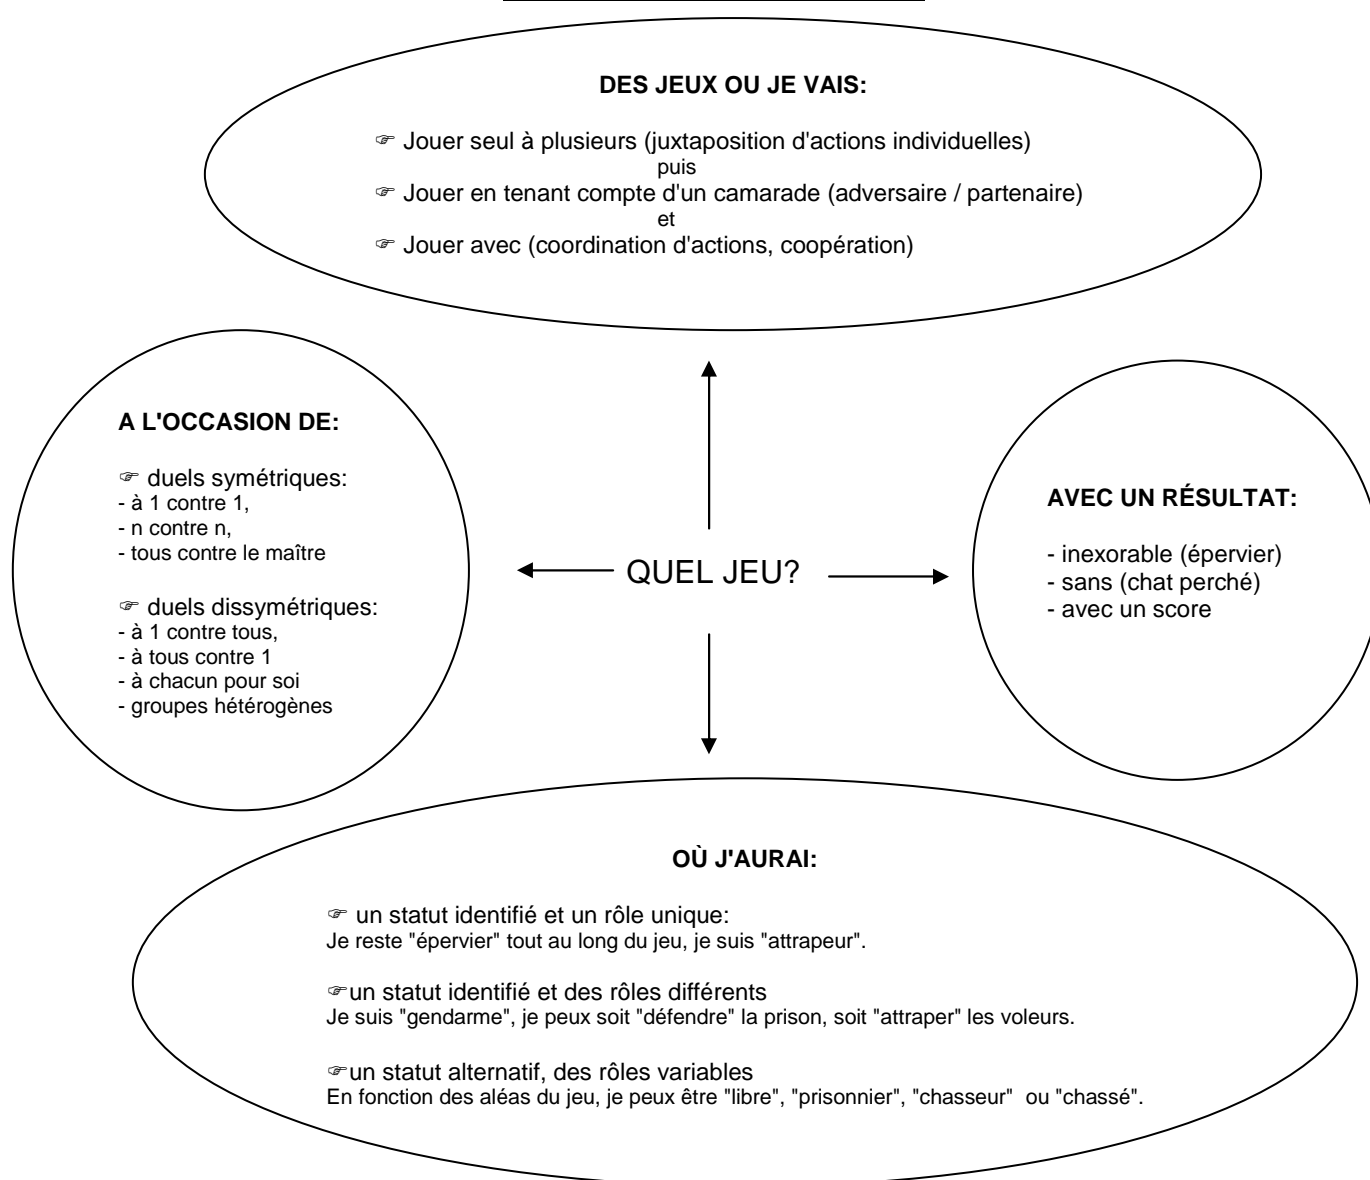 DES JEUX OU JE VAIS:
☞ Jouer seul à plusieurs (juxtaposition d'actions individuelles)
puis
☞ Jouer en tenant compte d'un camarade (adversaire / partenaire)
et
☞ Jouer avec (coordination d'actions, coopération)
A L'OCCASION DE:
☞ duels symétriques:
- à 1 contre 1,
- n contre n,
- tous contre le maître
☞ duels dissymétriques:
- à 1 contre tous,
- à tous contre 1
- à chacun pour soi
- groupes hétérogènes
QUEL JEU?
AVEC UN RÉSULTAT:
- inexorable (épervier)
- sans (chat perché)
- avec un score
OÙ J'AURAI:
☞ un statut identifié et un rôle unique:
Je reste "épervier" tout au long du jeu, je suis "attrapeur".
☞un statut identifié et des rôles différents
Je suis "gendarme", je peux soit "défendre" la prison, soit "attraper" les voleurs.
☞un statut alternatif, des rôles variables
En fonction des aléas du jeu, je peux être "libre", "prisonnier", "chasseur"  ou "chassé".